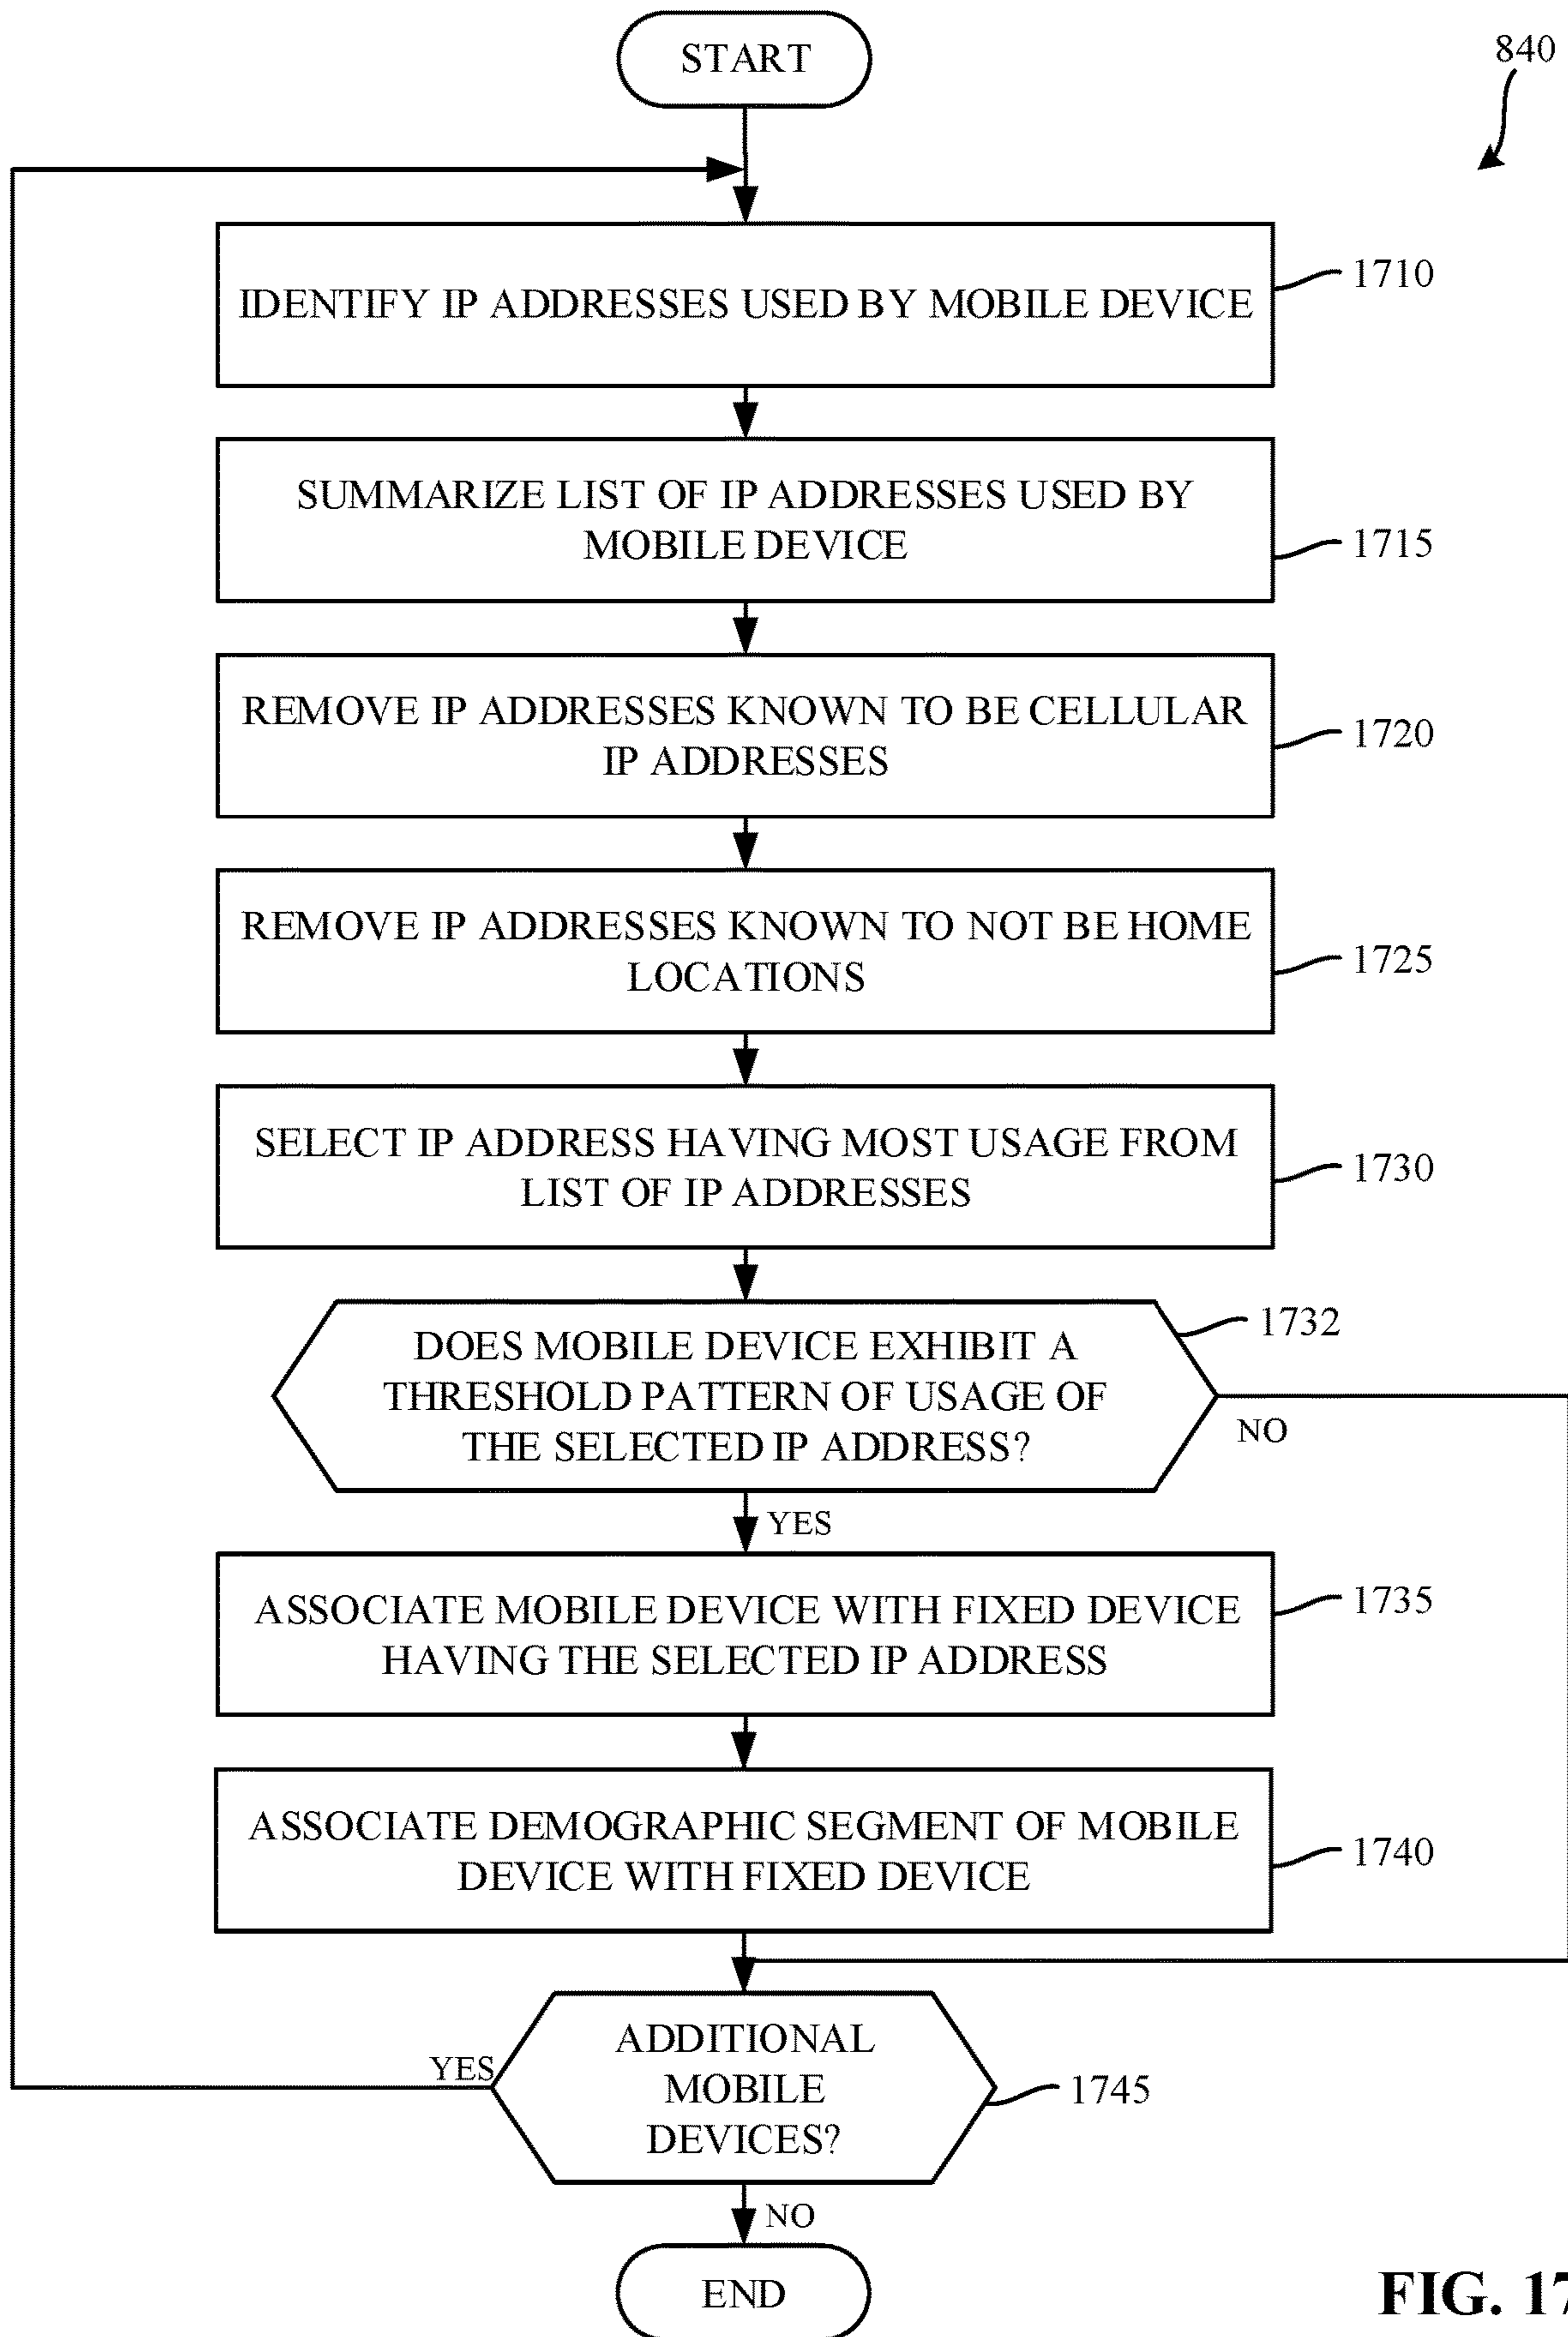 START
840
IDENTIFY IP ADDRESSES USED BY MOBILE DEVICE
1710
SUMMARIZE LIST OF IP ADDRESSES USED BY
MOBILE DEVICE
1715
REMOVE IP ADDRESSES KNOWN TO BE CELLULAR
IP ADDRESSES
1720
REMOVE IP ADDRESSES KNOWN TO NOT BE HOME
LOCATIONS
1725
SELECT IP ADDRESS HAVING MOST USAGE FROM
LIST OF IP ADDRESSES
1730
DOES MOBILE DEVICE EXHIBIT A
THRESHOLD PATTERN OF USAGE OF
THE SELECTED IP ADDRESS?
1732
NO
YES
ASSOCIATE MOBILE DEVICE WITH FIXED DEVICE
HAVING THE SELECTED IP ADDRESS
1735
ASSOCIATE DEMOGRAPHIC SEGMENT OF MOBILE
DEVICE WITH FIXED DEVICE
1740
YES
ADDITIONAL
MOBILE
DEVICES?
1745
NO
END
FIG. 17